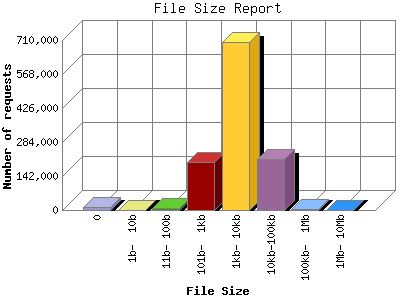 File Size Report
Number of requests
710,000
568,000
426,000
284,000
142,000
0
0
1b- 10b
11b- 100b
101b- 1kb
1kb- 10kb
10kb-100kb
100kb- 1Mb
1Mb- 10Mb
File Size